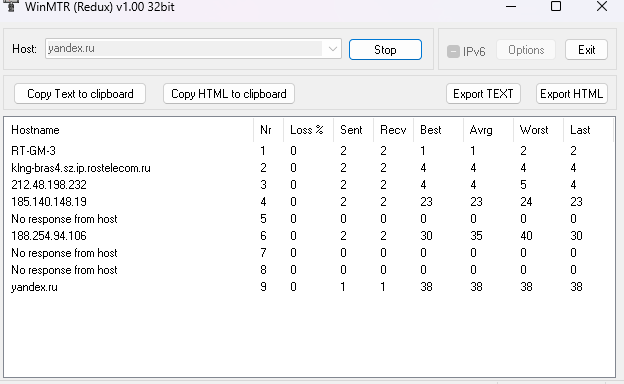 WinMTR (Redux) v1.00 32bit
Host: yandex.ru Stop IPv6 Options Exit
Copy Text to clipboard Copy HTML to clipboard Export TEXT Export HTML
Hostname Nr Loss % Sent Recv Best Avrg Worst Last
RT-GM-3 1 0 2 2 1 1 2 2
klng-bras4.sz.ip.rostelecom.ru 2 0 2 2 4 4 4 4
212.48.198.232 3 0 2 2 4 4 5 4
185.140.148.19 4 0 2 2 23 23 24 23
No response from host 5 0 0 0 0 0 0 0
188.254.94.106 6 0 2 2 30 35 40 30
No response from host 7 0 0 0 0 0 0 0
No response from host 8 0 0 0 0 0 0 0
yandex.ru 9 0 1 1 38 38 38 38